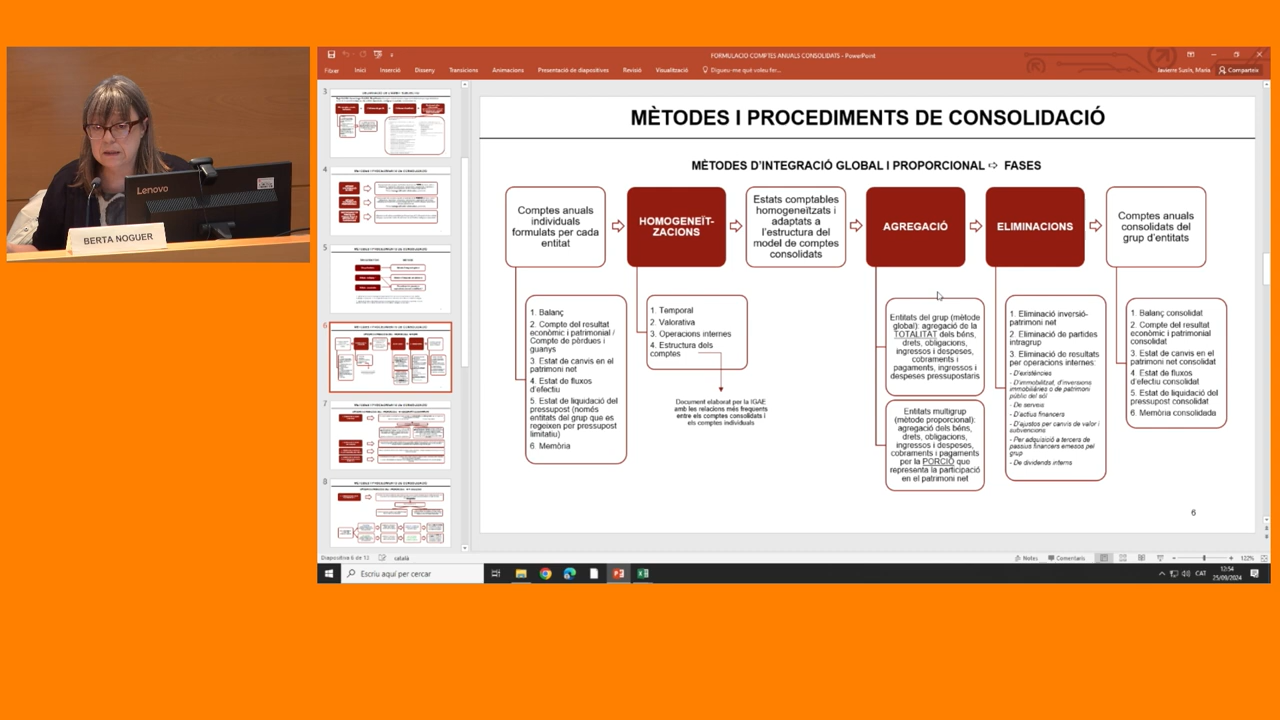 Lenovo
BERTA NOGUER
FORMULACIO COMPTES ANUALS CONSOLIDATS - PowerPoint
Fitxer
Inici
Inserció
Disseny
Transicions
Animacions
Presentació de diapositives
Revisió
Visualització
Digueu-me què voleu fer...
Javierre Susín, Maria
Comparteix
3
4
5
6
7
8
MÈTODES I PROCEDIMENTS DE CONSOLIDACIÓ
MÈTODES D'INTEGRACIÓ GLOBAL I PROPORCIONAL ⇨ FASES
Comptes anuals
individuals
formulats per cada
entitat
HOMOGENEÏT-
ZACIONS
Estats comptables
homogeneïtzats i
adaptats a
l'estructura del
model de comptes
consolidats
AGREGACIÓ
ELIMINACIONS
Comptes anuals
consolidats del
grup d'entitats
1. Balanç
2. Compte del resultat
econòmic i patrimonial /
Compte de pèrdues i
guanys
3. Estat de canvis en el
patrimoni net
4. Estat de fluxos
d'efectiu
5. Estat de liquidació del
pressupost (només
entitats del grup que es
regeixen per pressupost
limitatiu)
6. Memòria
1. Temporal
2. Valorativa
3. Operacions internes
4. Estructura dels
comptes
Document elaborat per la IGAE
amb les relacions més freqüents
entre els comptes consolidats i
els comptes individuals
Entitats del grup (mètode
global): agregació de la
TOTALITAT dels béns,
drets, obligacions,
ingressos i despeses,
cobraments i
pagaments, ingressos i
despeses pressupostaris
Entitats multigrup
(mètode proporcional):
agregació dels béns,
drets, obligacions,
ingressos i despeses,
cobraments i pagaments
per la PORCIÓ que
representa la participació
en el patrimoni net
1. Eliminació inversió-
patrimoni net
2. Eliminació de partides
intragrup
3. Eliminació de resultats
per operacions internes:
- D'existències
- D'immobilitzat, d'inversions
immobiliàries o de patrimoni
públic del sòl
- De serveis
- D'actius financers
- D'ajustos per canvis de valor i
subvencions
- Per adquisició a tercers de
passius financers emesos pel
grup
- De dividends interns
1. Balanç consolidat
2. Compte del resultat
econòmic i patrimonial
consolidat
3. Estat de canvis en el
patrimoni net consolidat
4. Estat de fluxos
d'efectiu consolidat
5. Estat de liquidació del
pressupost consolidat
6. Memòria consolidada
6
Diapositiva 6 de 12
català
Notes
Comentaris
122%
Escriu aquí per cercar
CAT
12:54
25/09/2024